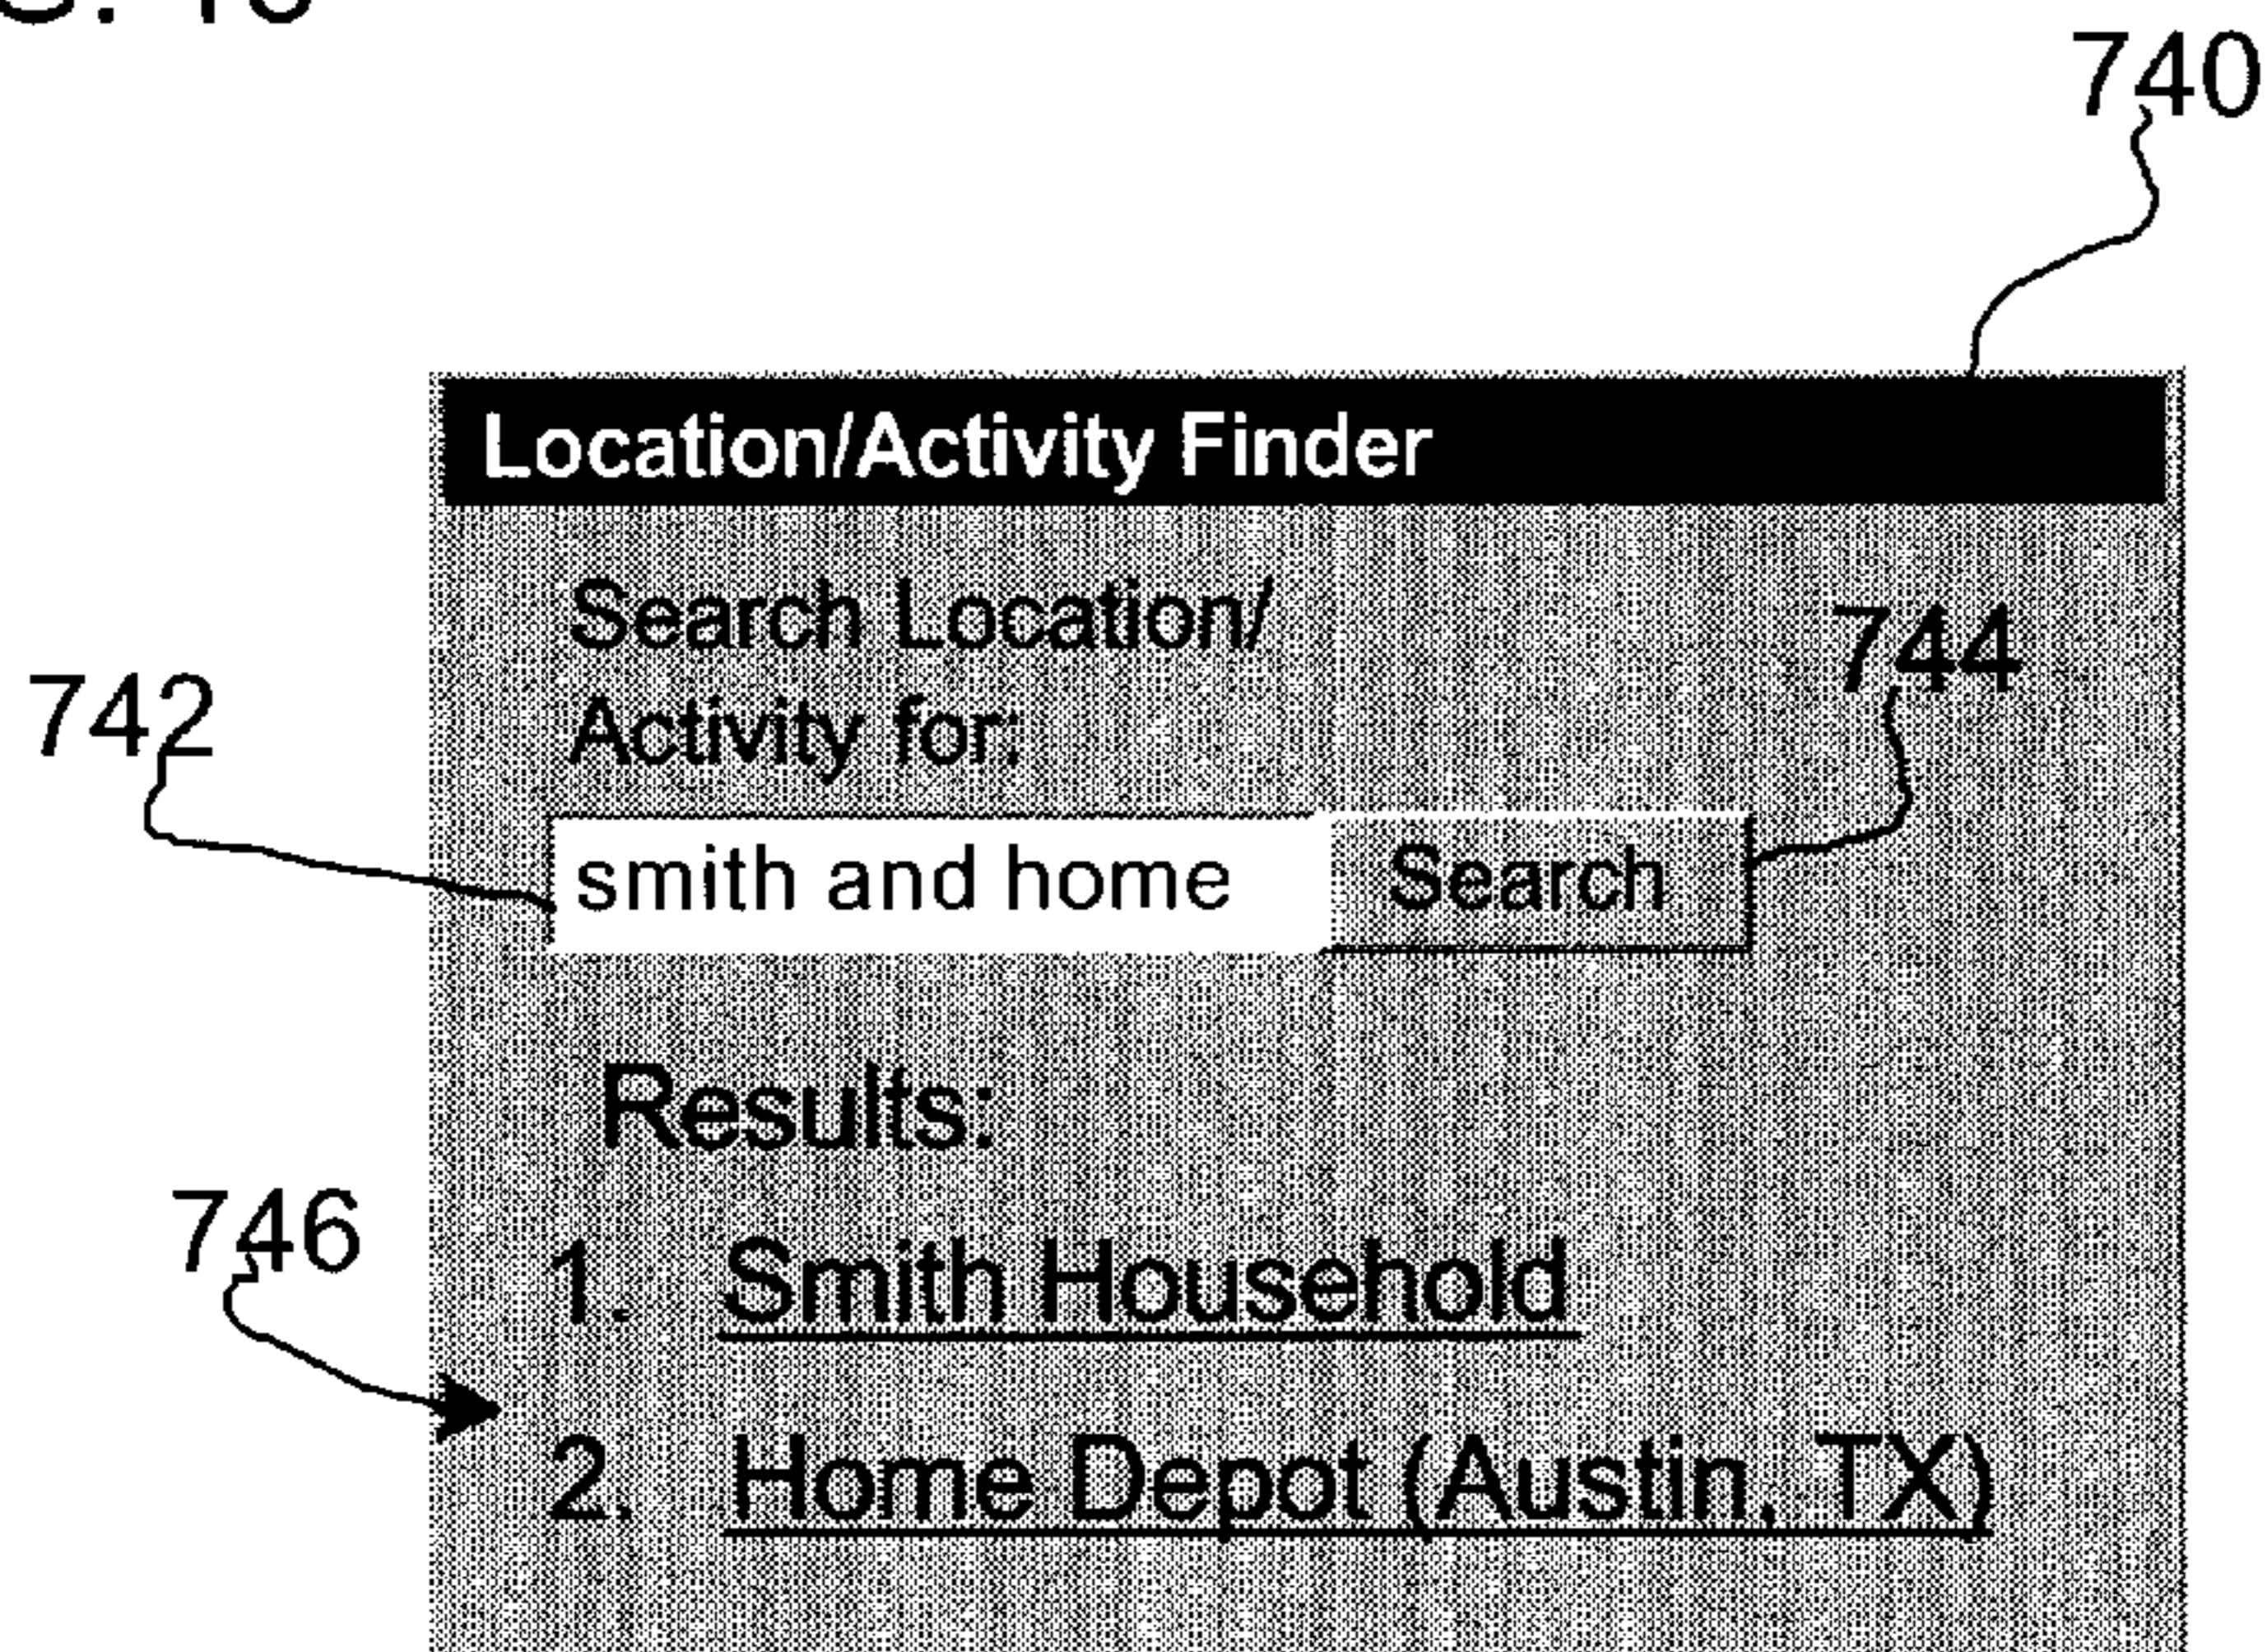 740
Location/Activity Finder
Search Location/
744
742
Activity for:
smith and home Search
Results:
746
1. Smith Household
2. Home Depot (Austin, TX)